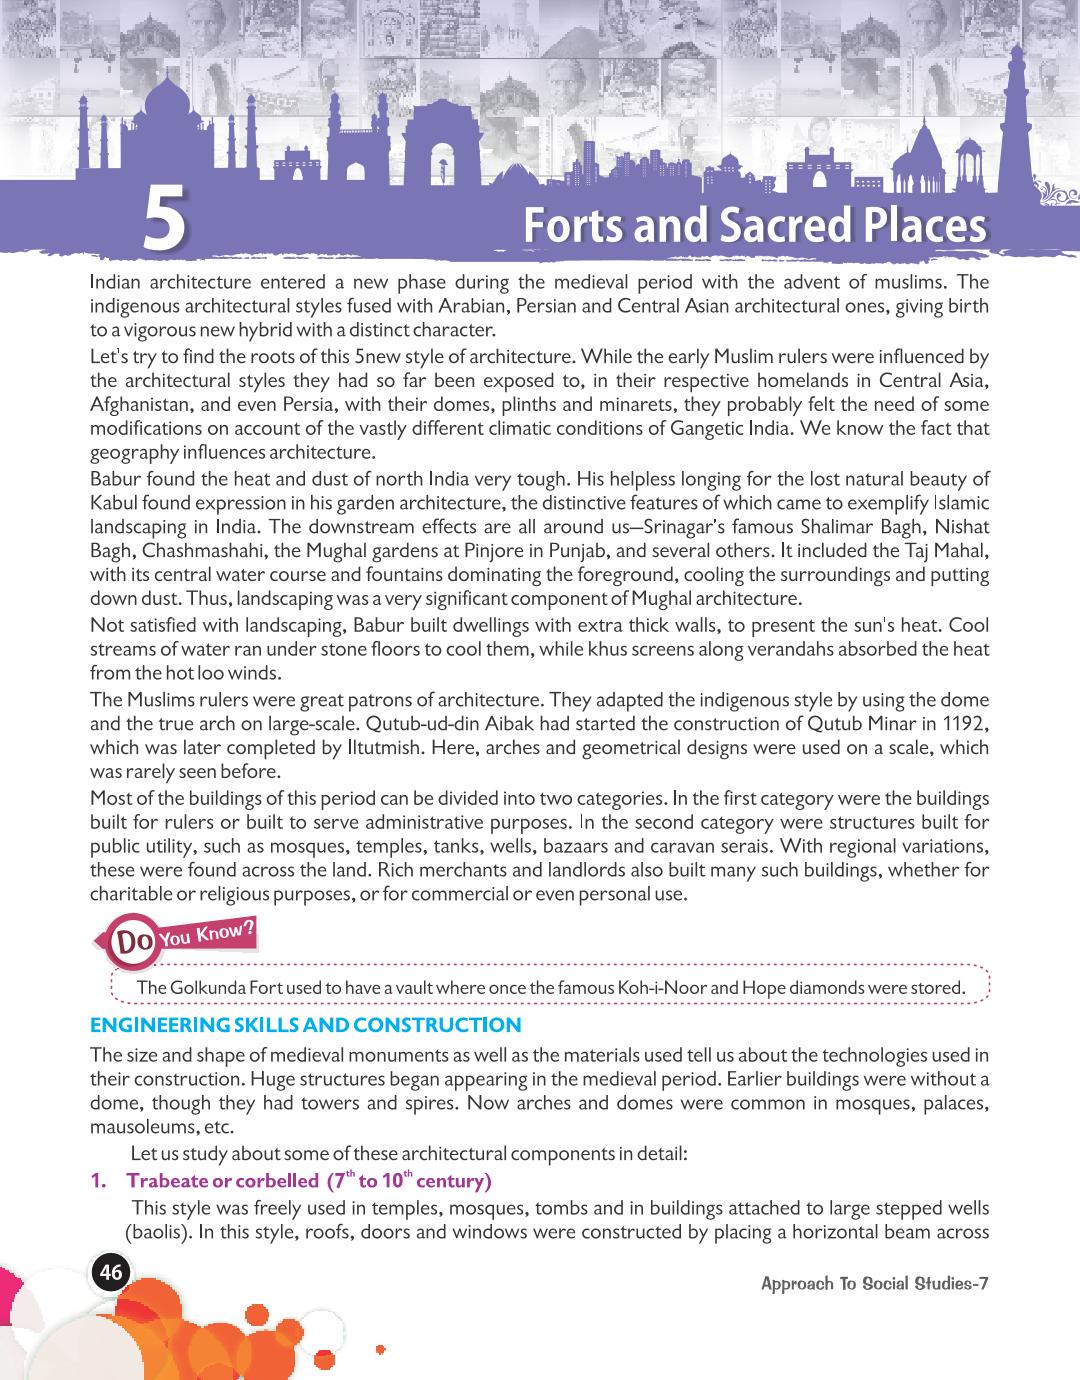 5
Forts and Sacred Places
Indian architecture entered a new phase during the medieval period with the advent of muslims. The
indigenous architectural styles fused with Arabian, Persian and Central Asian architectural ones, giving birth
to a vigorous new hybrid with a distinct character.
Let's try to find the roots of this 5new style of architecture. While the early Muslim rulers were influenced by
the architectural styles they had so far been exposed to, in their respective homelands in Central Asia,
Afghanistan, and even Persia, with their domes, plinths and minarets, they probably felt the need of some
modifications on account of the vastly different climatic conditions of Gangetic India. We know the fact that
geography influences architecture.
Babur found the heat and dust of north India very tough. His helpless longing for the lost natural beauty of
Kabul found expression in his garden architecture, the distinctive features of which came to exemplify Islamic
landscaping in India. The downstream effects are all around us—Srinagar's famous Shalimar Bagh, Nishat
Bagh, Chashmashahi, the Mughal gardens at Pinjore in Punjab, and several others. It included the Taj Mahal,
with its central water course and fountains dominating the foreground, cooling the surroundings and putting
down dust. Thus, landscaping was a very significant component of Mughal architecture.
Not satisfied with landscaping, Babur built dwellings with extra thick walls, to present the sun's heat. Cool
streams of water ran under stone floors to cool them, while khus screens along verandahs absorbed the heat
from the hot loo winds.
The Muslims rulers were great patrons of architecture. They adapted the indigenous style by using the dome
and the true arch on large-scale. Qutub-ud-din Aibak had started the construction of Qutub Minar in 1192,
which was later completed by Iltutmish. Here, arches and geometrical designs were used on a scale, which
was rarely seen before.
Most of the buildings of this period can be divided into two categories. In the first category were the buildings
built for rulers or built to serve administrative purposes. In the second category were structures built for
public utility, such as mosques, temples, tanks, wells, bazaars and caravan serais. With regional variations,
these were found across the land. Rich merchants and landlords also built many such buildings, whether for
charitable or religious purposes, or for commercial or even personal use.
Do You Know?
The Golkunda Fort used to have a vault where once the famous Koh-i-Noor and Hope diamonds were stored.
ENGINEERING SKILLS AND CONSTRUCTION
The size and shape of medieval monuments as well as the materials used tell us about the technologies used in
their construction. Huge structures began appearing in the medieval period. Earlier buildings were without a
dome, though they had towers and spires. Now arches and domes were common in mosques, palaces,
mausoleums, etc.
Let us study about some of these architectural components in detail:
1. Trabeate or corbelled (7th to 10th century)
This style was freely used in temples, mosques, tombs and in buildings attached to large stepped wells
(baolis). In this style, roofs, doors and windows were constructed by placing a horizontal beam across
46
Approach To Social Studies-7